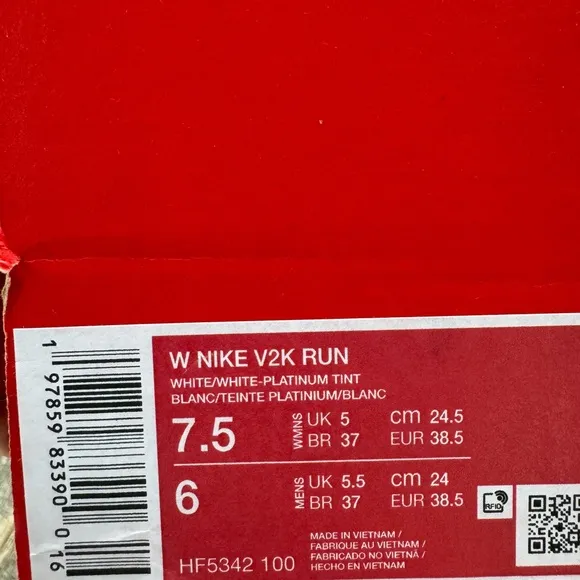 W NIKE V2K RUN
WHITE/WHITE-PLATINUM TINT
BLANC/TEINTE PLATINIUM/BLANC
7.5 WMNS UK 5 cm 24.5
BR 37 EUR 38.5
6 MENS UK 5.5 cm 24
BR 37 EUR 38.5
RFID
MADE IN VIETNAM /
FABRIQUE AU VIETNAM /
FABRICADO NO VIETNÃ /
HECHO EN VIETNAM
HF5342 100
1 97859 83390 016